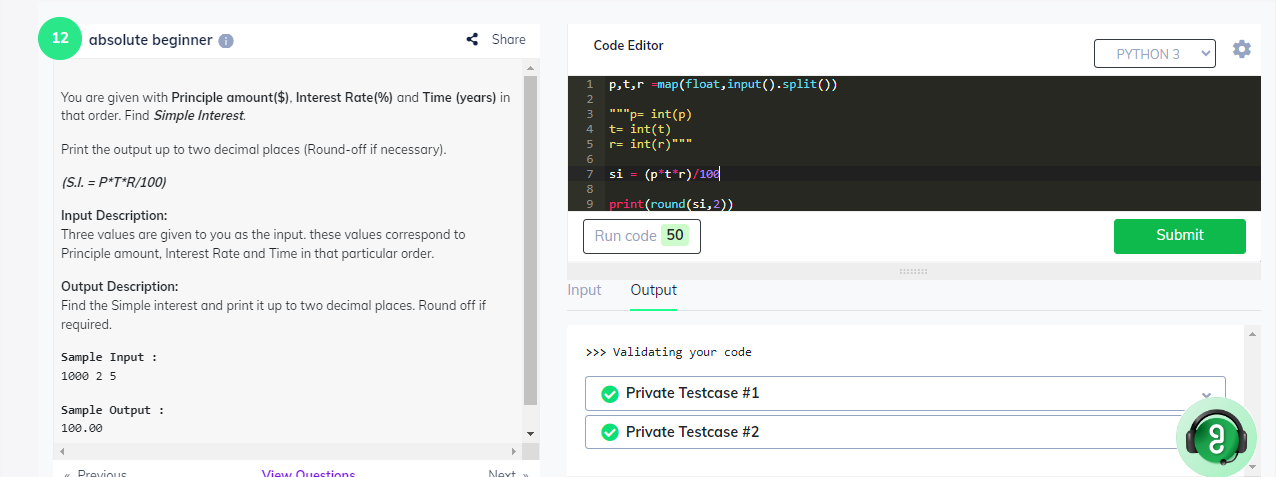 12
absolute beginner
Share
You are given with Principle amount($), Interest Rate(%) and Time (years) in
that order. Find Simple Interest.
Print the output up to two decimal places (Round-off if necessary).
(S.I. = P*T*R/100)
Input Description:
Three values are given to you as the input. these values correspond to
Principle amount, Interest Rate and Time in that particular order.
Output Description:
Find the Simple interest and print it up to two decimal places. Round off if
required.
Sample Input :
1000 2 5
Sample Output :
100.00
« Previous
View Questions
Next »
Code Editor
PYTHON 3
1 p,t,r =map(float,input().split())
2
3 """p= int(p)
4 t= int(t)
5 r= int(r)"""
6
7 si = (p*t*r)/100
8
9 print(round(si,2))
Run code 50
Submit
Input
Output
>>> Validating your code
Private Testcase #1
Private Testcase #2